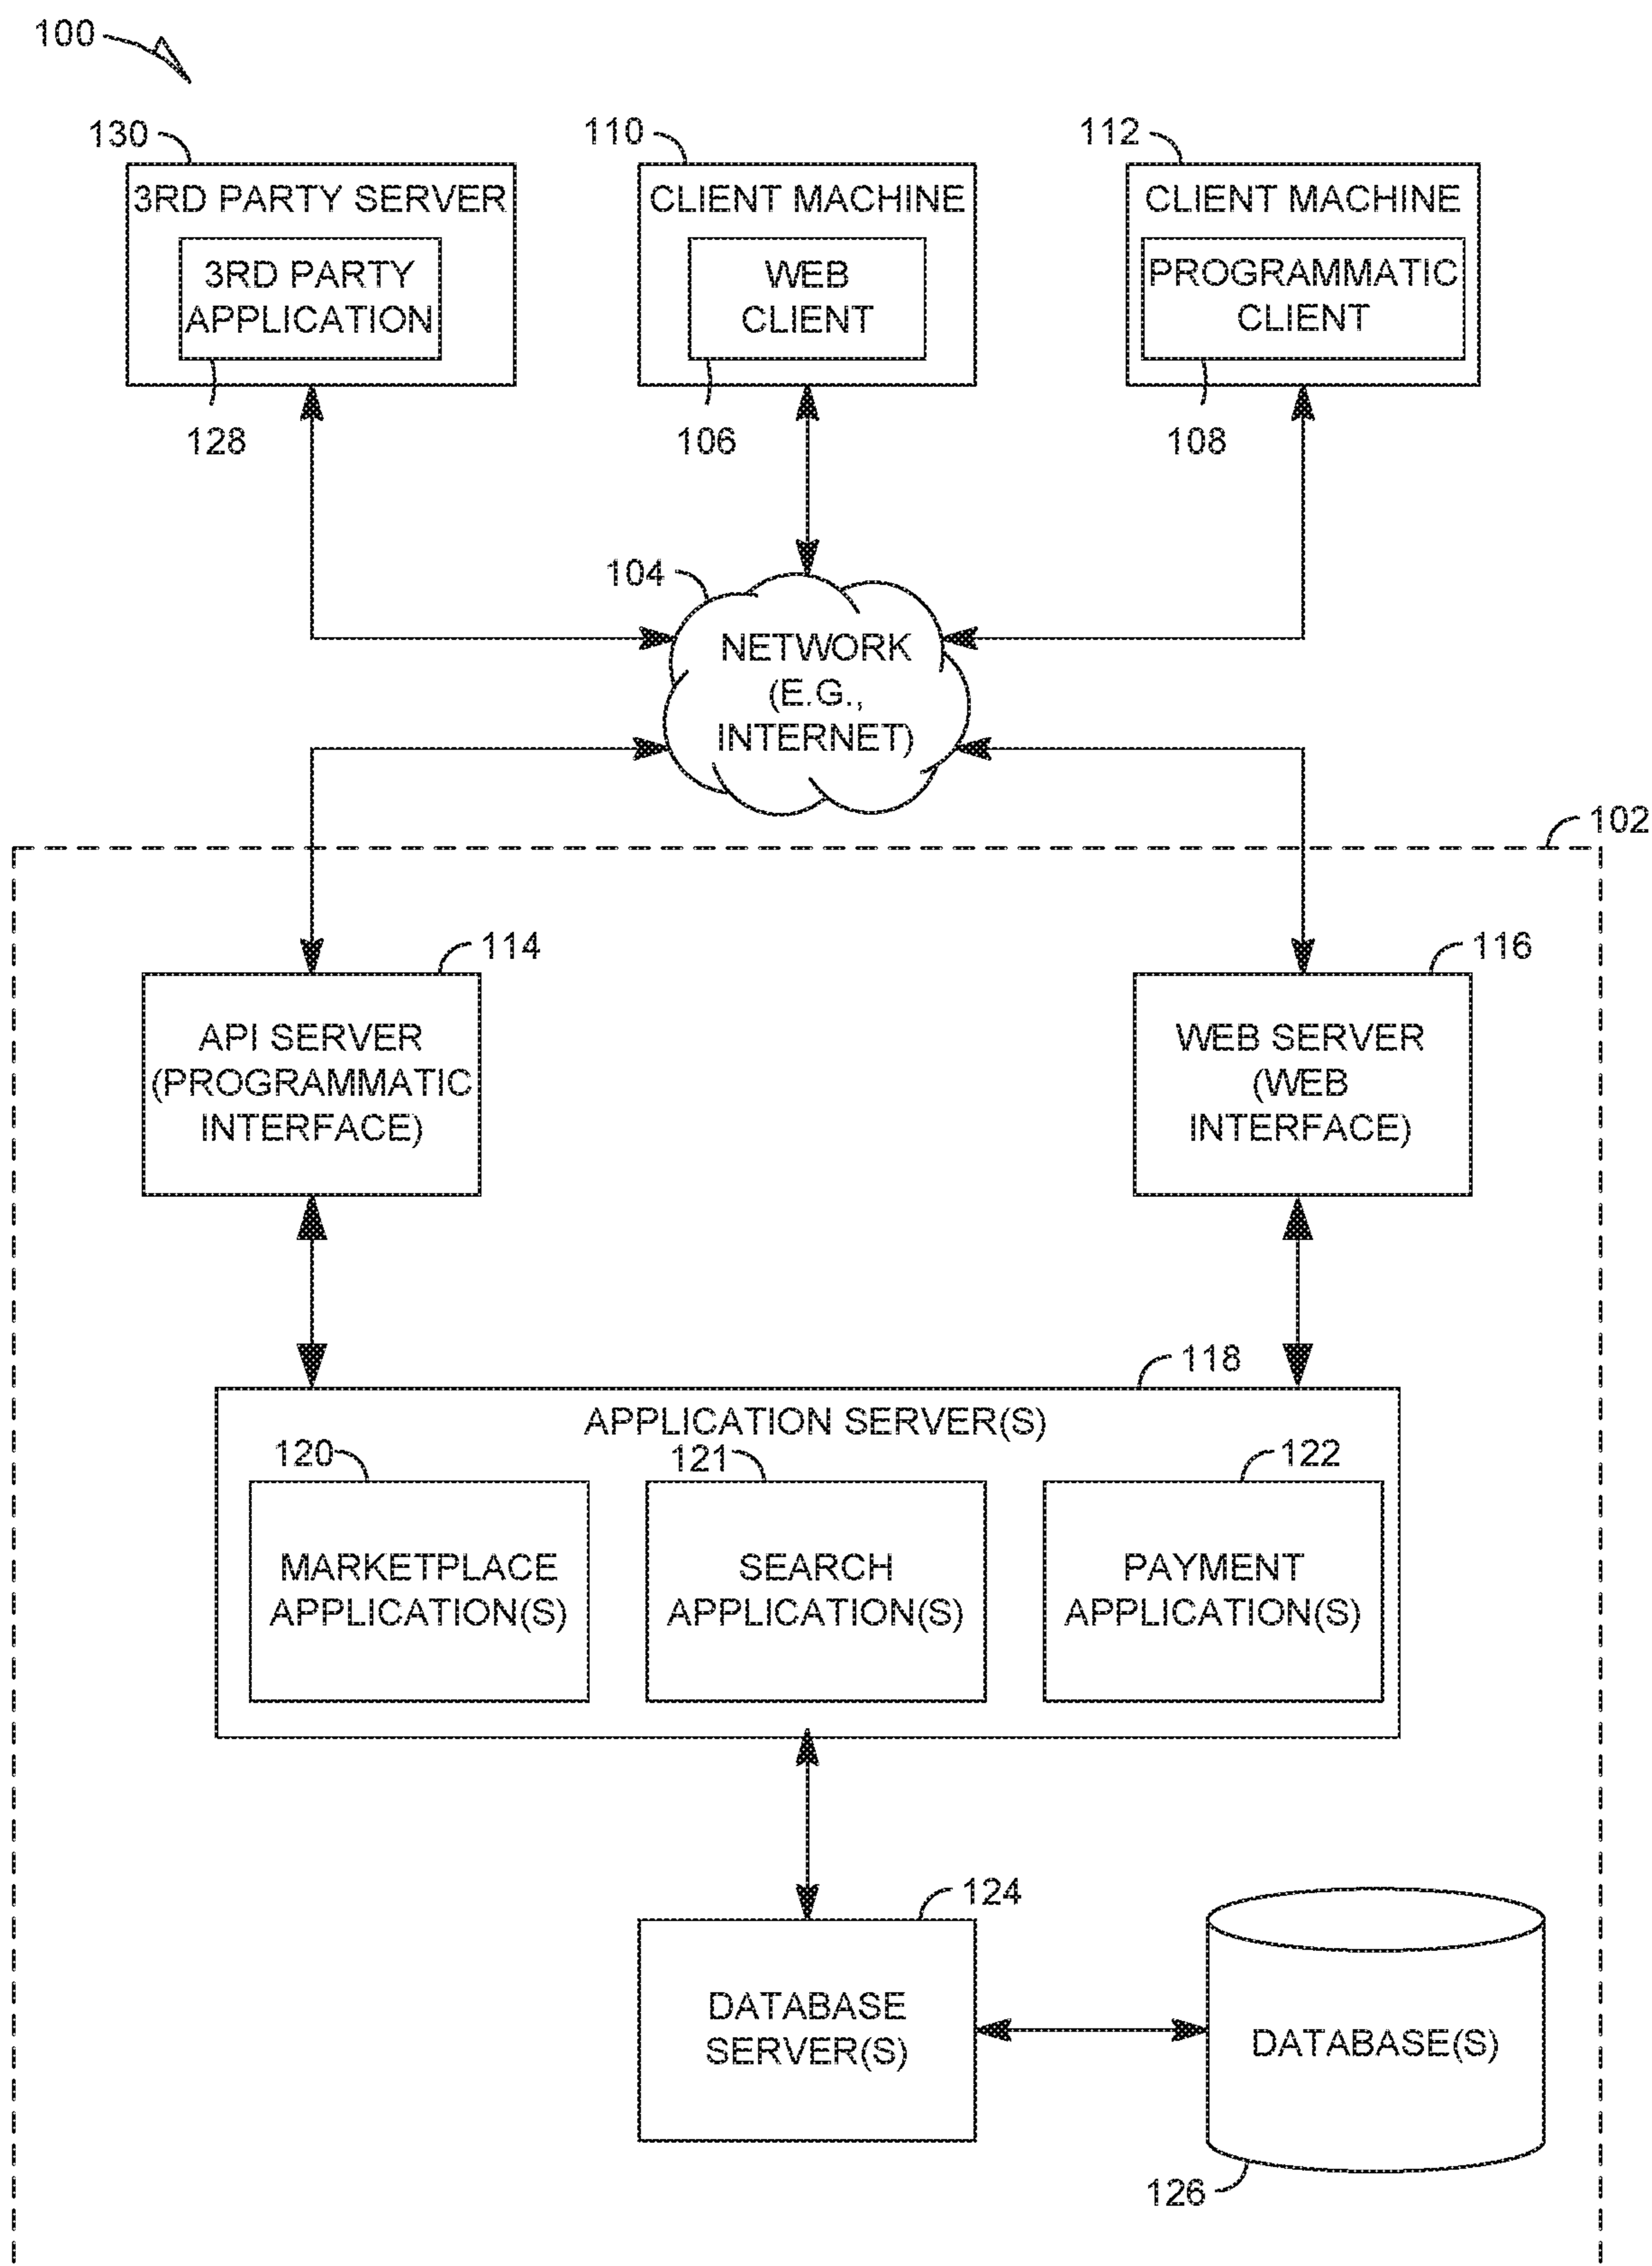 100
130
110
112
3RD PARTY SERVER
3RD PARTY
APPLICATION
128
CLIENT MACHINE
WEB
CLIENT
106
CLIENT MACHINE
PROGRAMMATIC
CLIENT
108
104
NETWORK
(E.G.,
INTERNET)
102
114
API SERVER
(PROGRAMMATIC
INTERFACE)
116
WEB SERVER
(WEB
INTERFACE)
118
APPLICATION SERVER(S)
120
MARKETPLACE
APPLICATION(S)
121
SEARCH
APPLICATION(S)
122
PAYMENT
APPLICATION(S)
124
DATABASE
SERVER(S)
DATABASE(S)
126